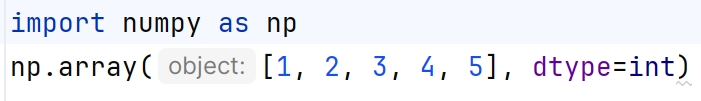 import numpy as np
np.array( object: [1, 2, 3, 4, 5], dtype=int)